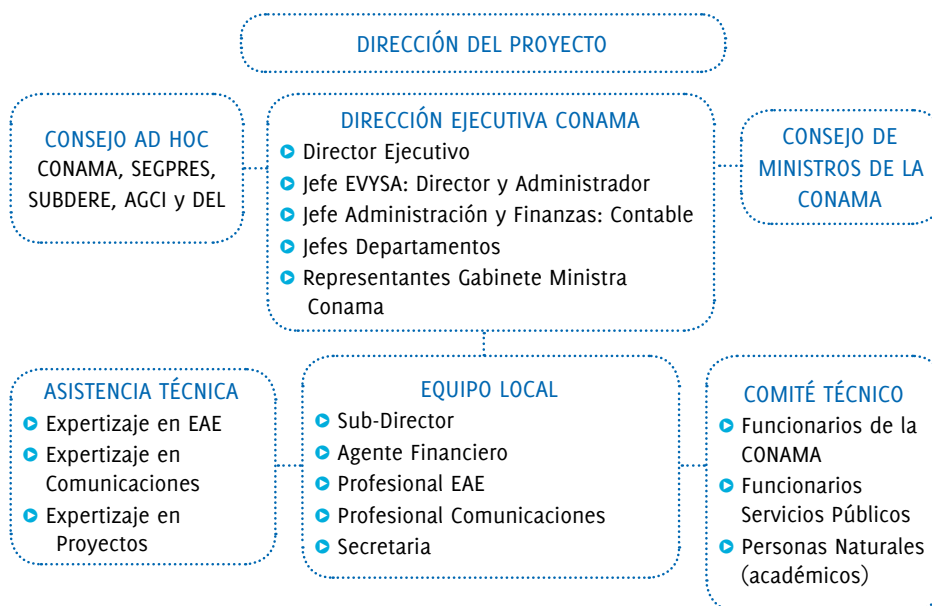 DIRECCIÓN DEL PROYECTO
CONSEJO AD HOC
CONAMA, SEGPRES,
SUBDERE, AGCI y DEL
DIRECCIÓN EJECUTIVA CONAMA
Director Ejecutivo
Jefe EVYSA: Director y Administrador
Jefe Administración y Finanzas: Contable
Jefes Departamentos
Representantes Gabinete Ministra
Conama
CONSEJO DE
MINISTROS DE LA
CONAMA
ASISTENCIA TÉCNICA
Expertizaje en EAE
Expertizaje en
Comunicaciones
Expertizaje en
Proyectos
EQUIPO LOCAL
Sub-Director
Agente Financiero
Profesional EAE
Profesional Comunicaciones
Secretaria
COMITÉ TÉCNICO
Funcionarios de la
CONAMA
Funcionarios
Servicios Públicos
Personas Naturales
(académicos)